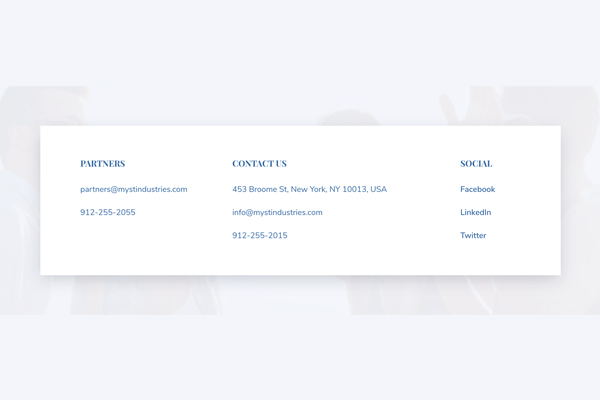 PARTNERS
partners@mystindustries.com
912-255-2055
CONTACT US
453 Broome St, New York, NY 10013, USA
info@mystindustries.com
912-255-2015
SOCIAL
Facebook
LinkedIn
Twitter